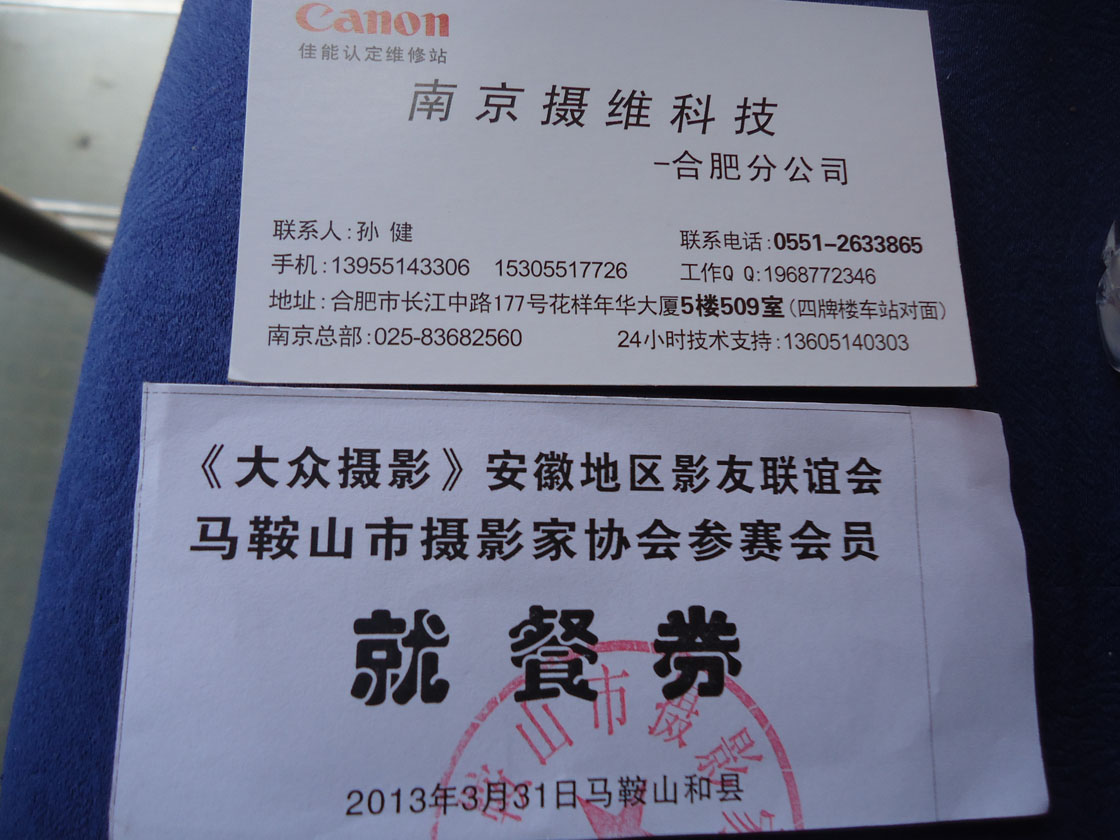 Canon
佳能认定维修站
南京摄维科技
-合肥分公司
联系人:孙 健
联系电话:0551-2633865
手机:13955143306 15305517726
工作Q Q:1968772346
地址:合肥市长江中路177号花样年华大厦5楼509室(四牌楼车站对面)
南京总部:025-83682560
24小时技术支持:13605140303
《大众摄影》安徽地区影友联谊会
马鞍山市摄影家协会参赛会员
就餐券
鞍山市摄影家
2013年3月31日马鞍山和县